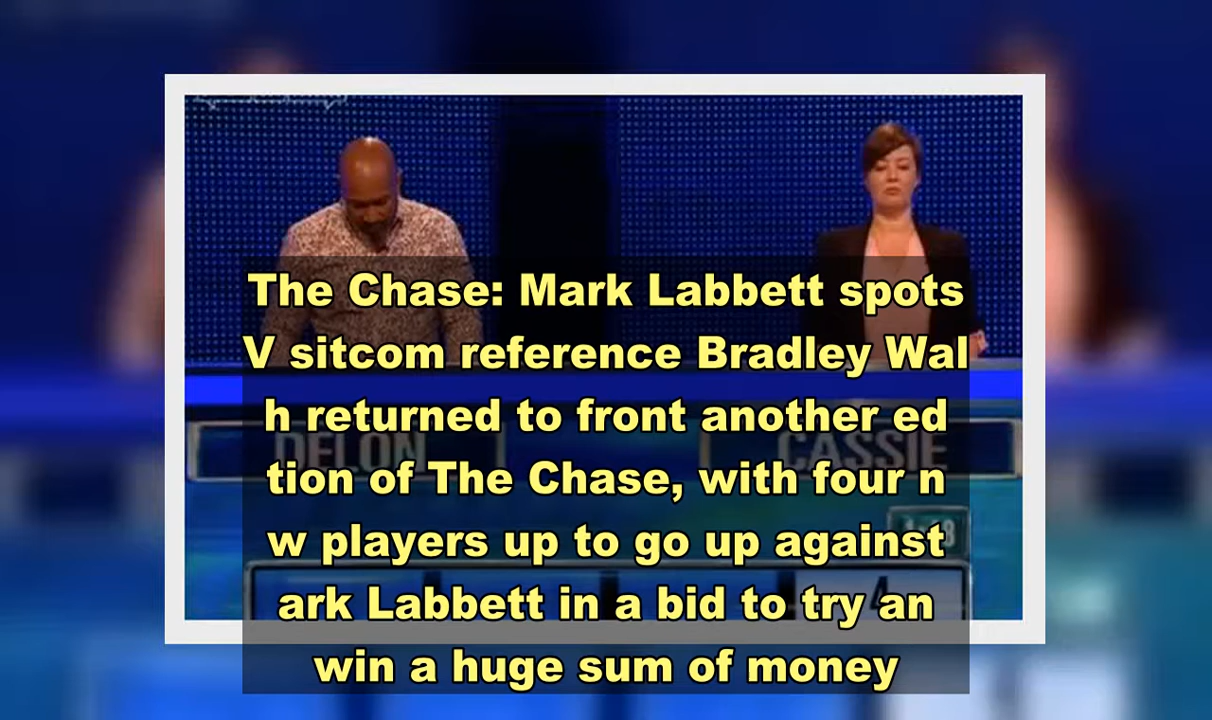 The Chase: Mark Labbett spots
V sitcom reference Bradley Wal
h returned to front another ed
tion of The Chase, with four n
w players up to go up against
ark Labbett in a bid to try an
win a huge sum of money
DELON
CASSIE
4